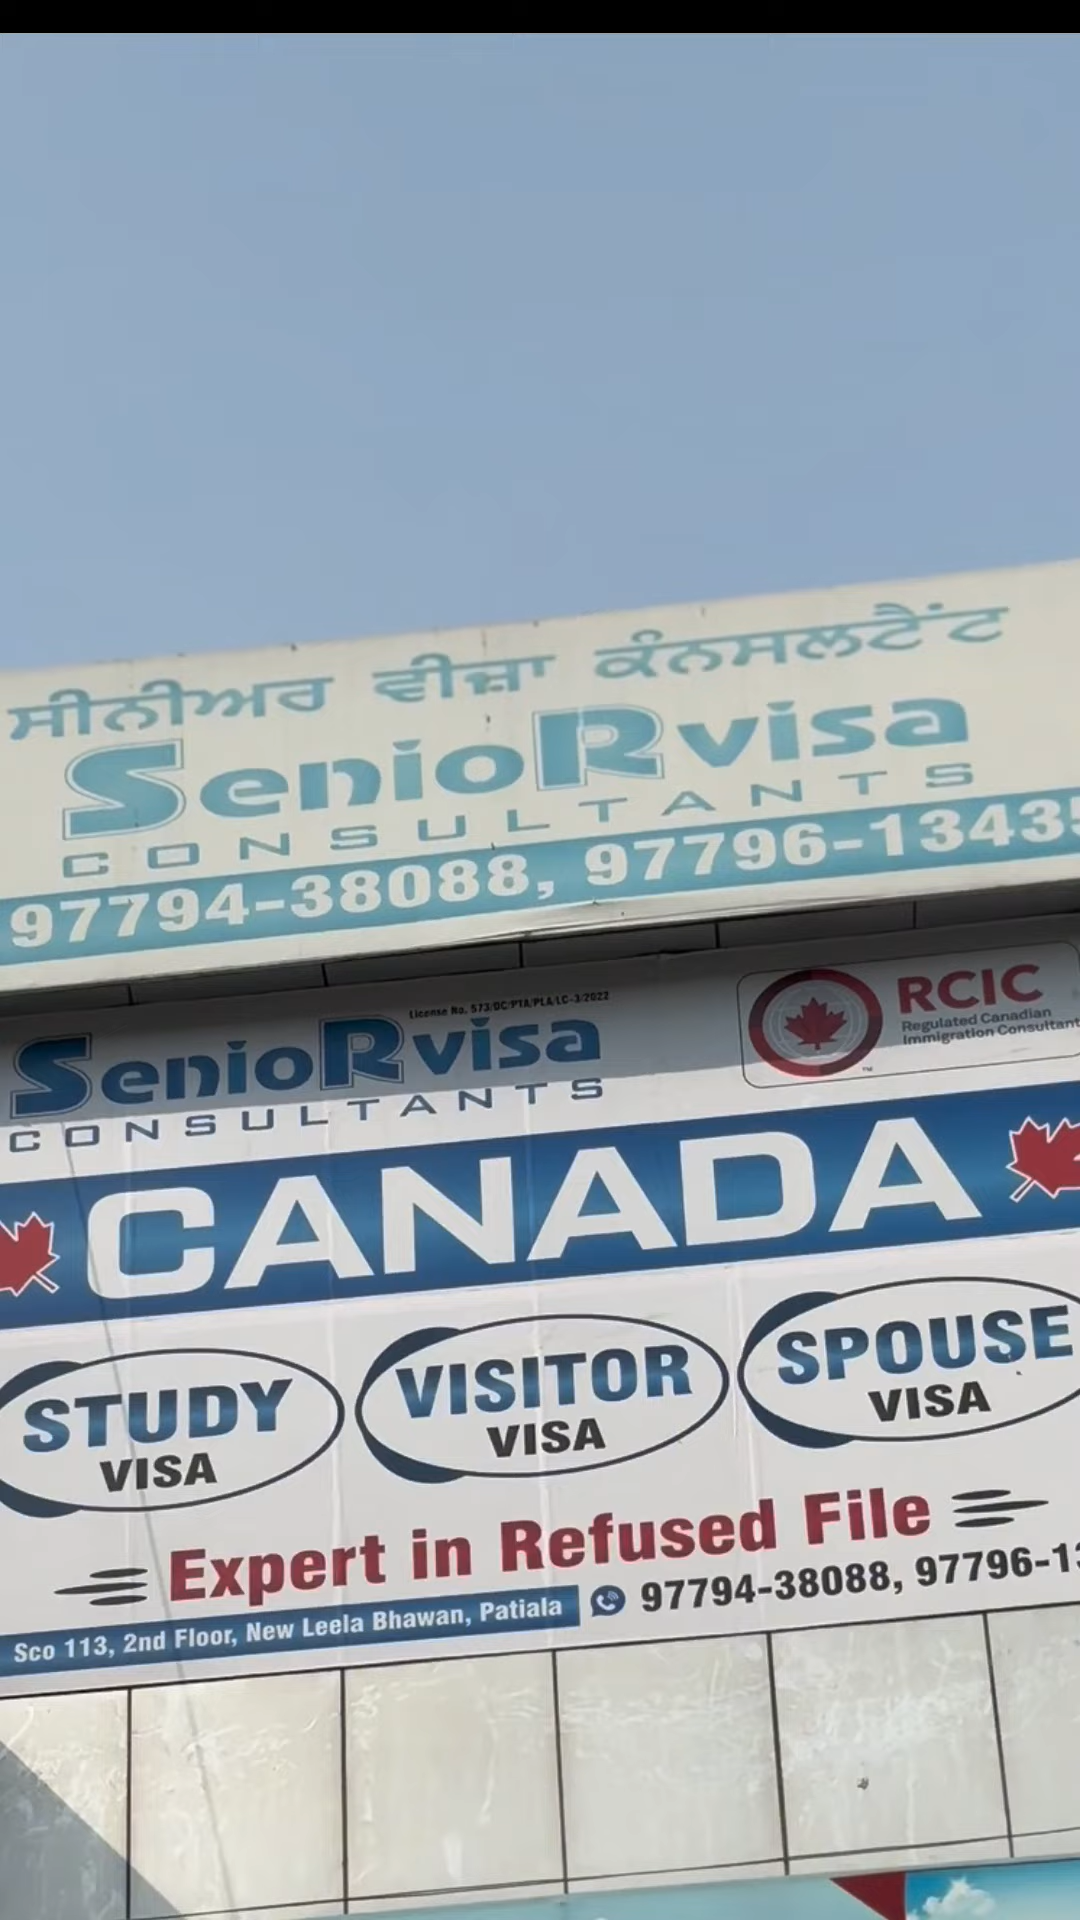 ਸੀਨੀਅਰ ਵੀਜ਼ਾ ਕੰਨਸਲਟੈਂਟ
SenioR visa
CONSULTANTS
97794-38088, 97796-1343
License No. 573/DC/PTA/PLA/LC-3/2022
SenioR visa
CONSULTANTS
RCIC
Regulated Canadian
Immigration Consultant
TM
CANADA
STUDY
VISA
VISITOR
VISA
SPOUSE
VISA
Expert in Refused File
Sco 113, 2nd Floor, New Leela Bhawan, Patiala
97794-38088, 97796-1